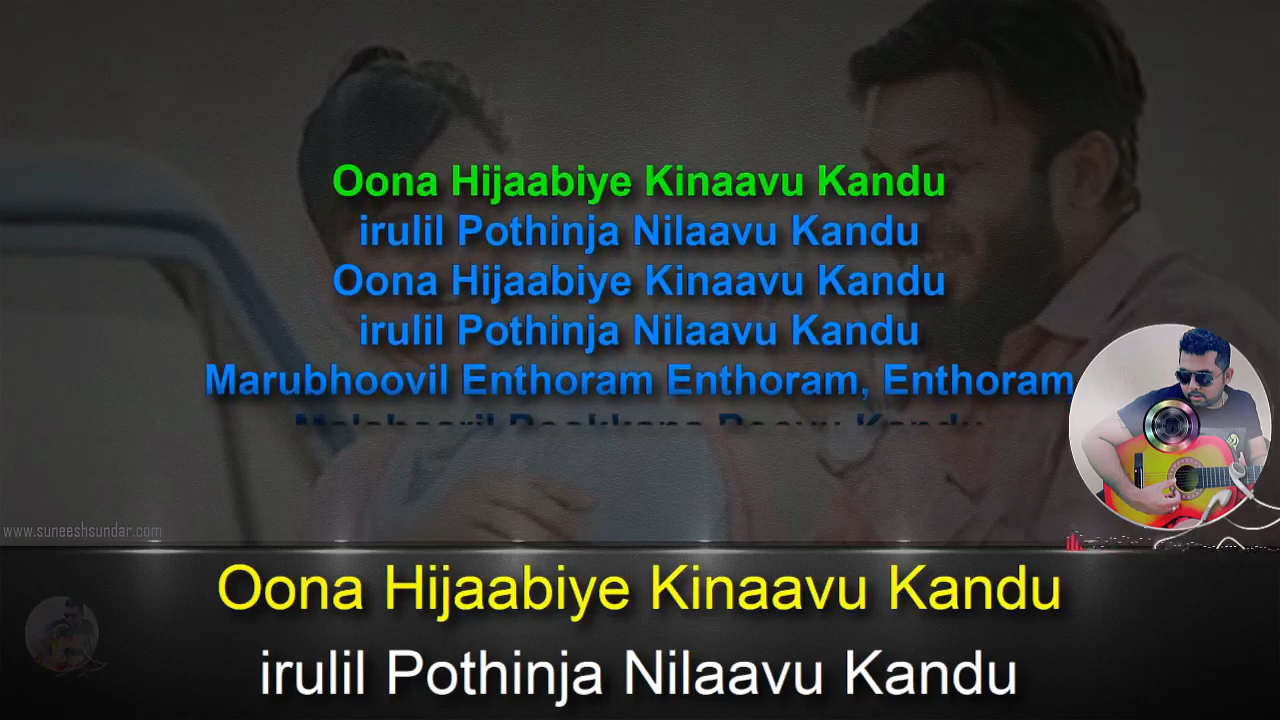 Oona Hijaabiye Kinaavu Kandu
irulil Pothinja Nilaavu Kandu
Oona Hijaabiye Kinaavu Kandu
irulil Pothinja Nilaavu Kandu
Marubhoovil Enthoram Enthoram, Enthoram
www.suneeshsundar.com
Oona Hijaabiye Kinaavu Kandu
irulil Pothinja Nilaavu Kandu